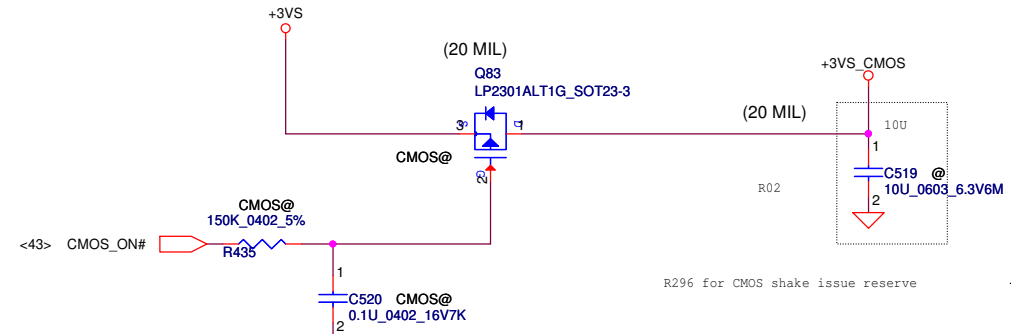 +3VS
(20 MIL)
Q83
LP2301ALT1G_SOT23-3
+3VS_CMOS
(20 MIL)
10U
3
S
D
1
CMOS@
G
2
1
C519 @
10U_0603_6.3V6M
2
R02
CMOS@
150K_0402_5%
<43> CMOS_ON#
R435
R296 for CMOS shake issue reserve
1
C520 CMOS@
0.1U_0402_16V7K
2